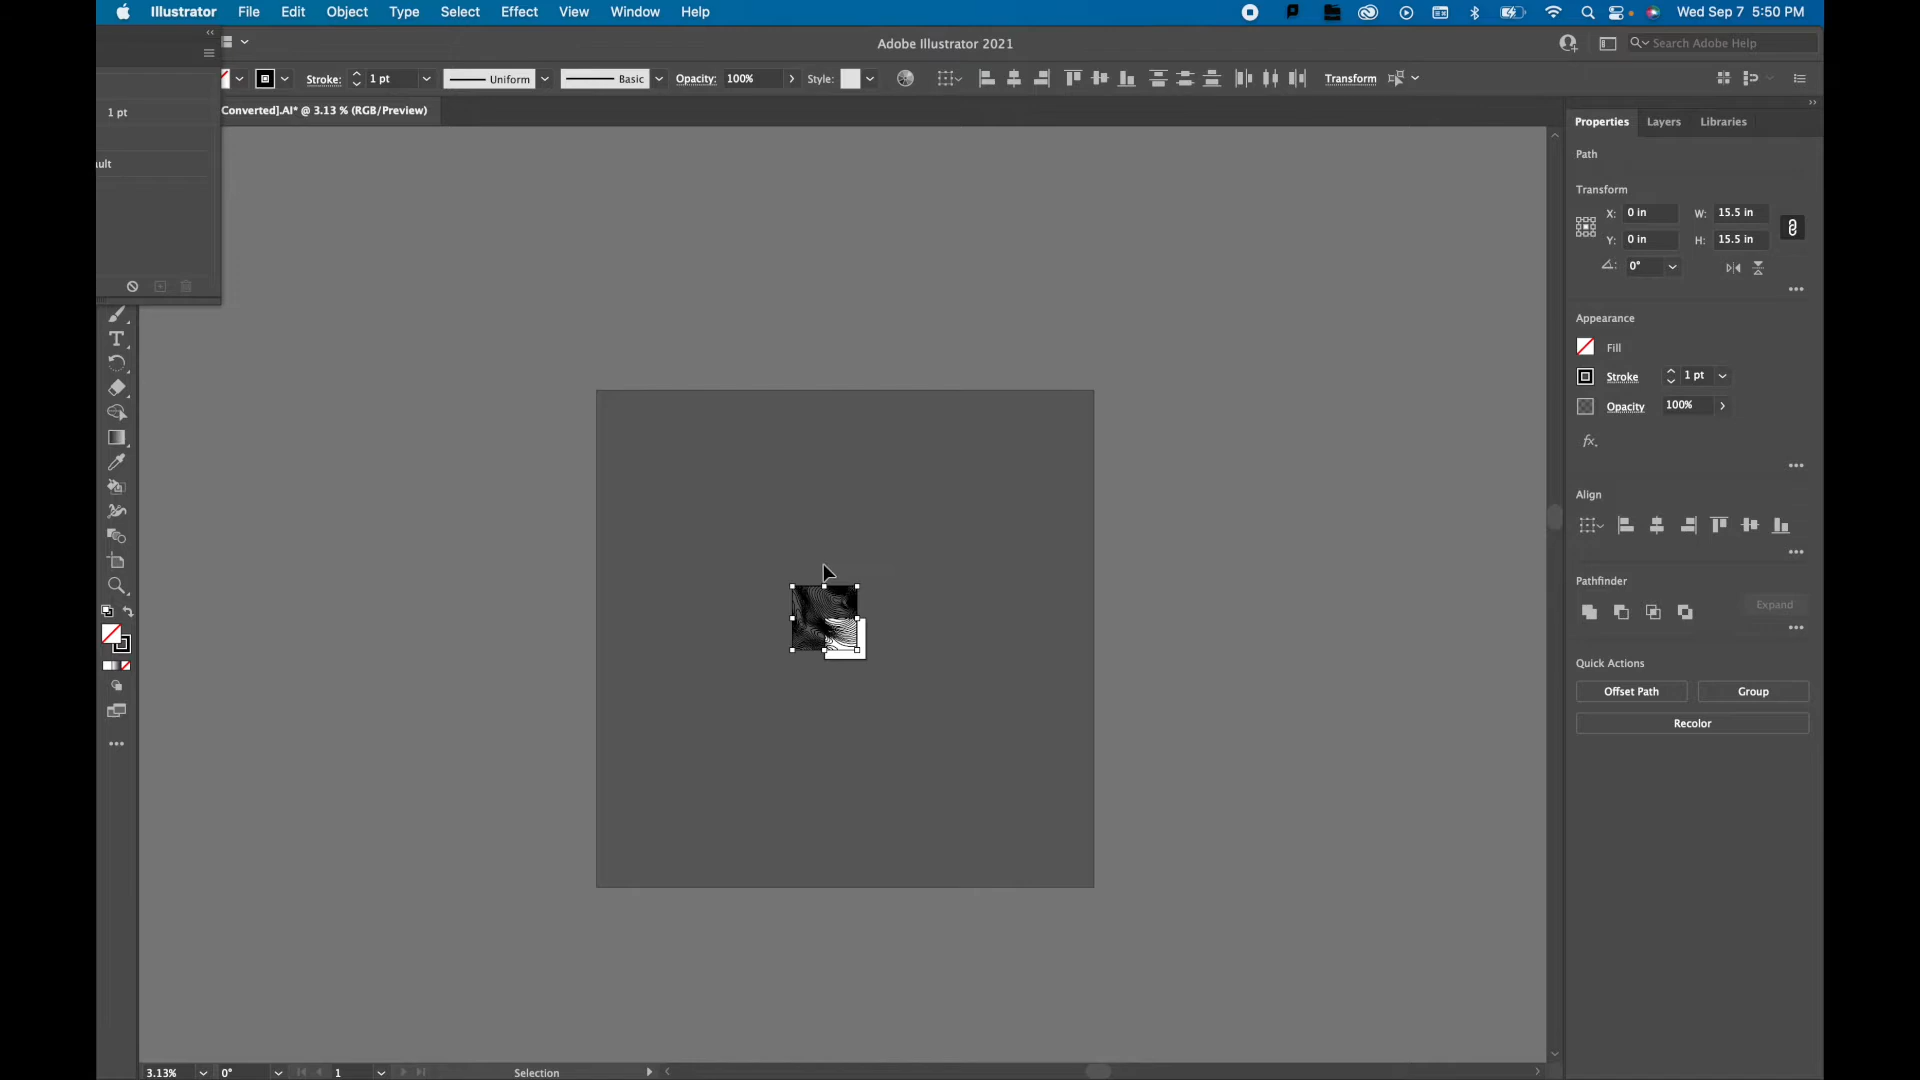 Illustrator File Edit Object Type Select Effect View Window Help Wed Sep 7 5:50 PM
Adobe Illustrator 2021 Search Adobe Help
Stroke: 1 pt Uniform Basic Opacity: 100% Style: Transform
Converted].AI* @ 3.13 % (RGB/Preview)
1 pt
ault
Properties Layers Libraries
Path
Transform
X: 0 in W: 15.5 in
Y: 0 in H: 15.5 in
0°
Appearance
Fill
Stroke 1 pt
Opacity 100%
fx.
Align
Pathfinder
Expand
Quick Actions
Offset Path Group
Recolor
3.13% 0° 1 Selection